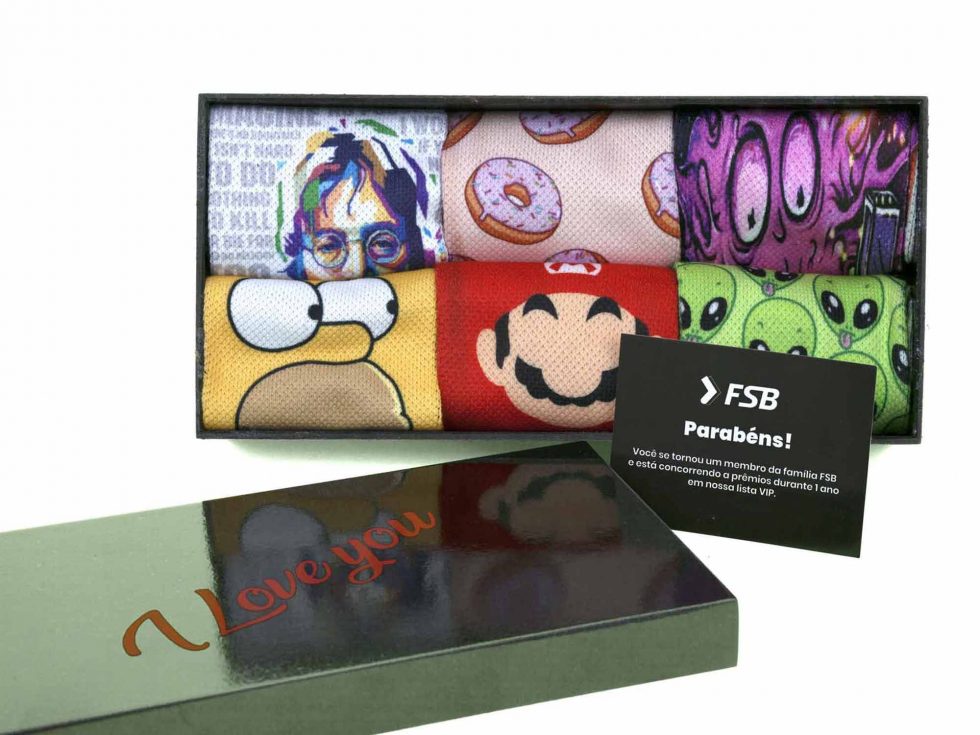 DO
FSB
Parabéns!
Você se tornou um membro da família FSB
e está concorrendo a prêmios durante 1 ano
em nossa lista VIP.
I Love you